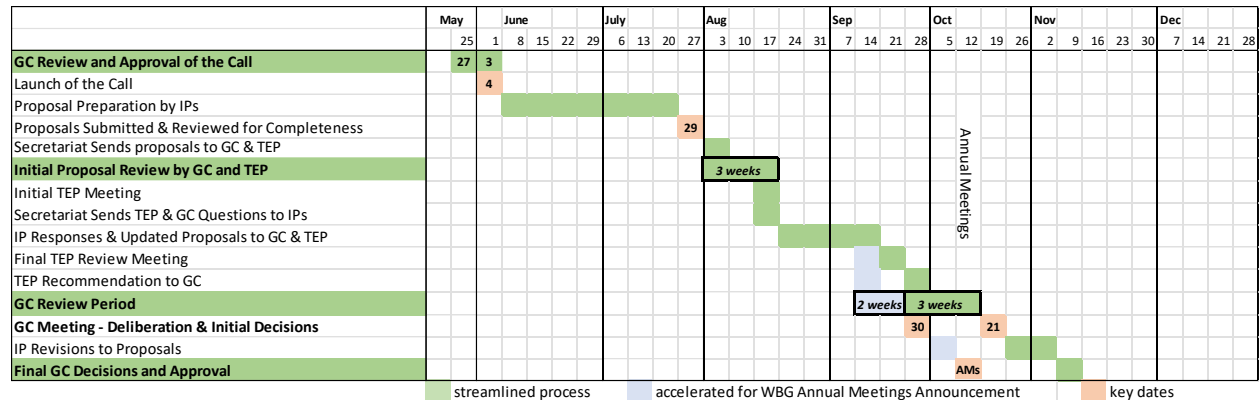 May June July Aug Sep Oct Nov Dec
25 1 8 15 22 29 6 13 20 27 3 10 17 24 31 7 14 21 28 5 12 19 26 2 9 16 23 30 7 14 21 28
GC Review and Approval of the Call 27 3
Launch of the Call 4
Proposal Preparation by IPs
Proposals Submitted & Reviewed for Completeness 29
Secretariat Sends proposals to GC & TEP
Initial Proposal Review by GC and TEP 3 weeks
Initial TEP Meeting
Secretariat Sends TEP & GC Questions to IPs
IP Responses & Updated Proposals to GC & TEP
Final TEP Review Meeting
TEP Recommendation to GC
GC Review Period 2 weeks 3 weeks
GC Meeting - Deliberation & Initial Decisions 30 21
IP Revisions to Proposals
Final GC Decisions and Approval AMs
Annual Meetings
streamlined process accelerated for WBG Annual Meetings Announcement key dates